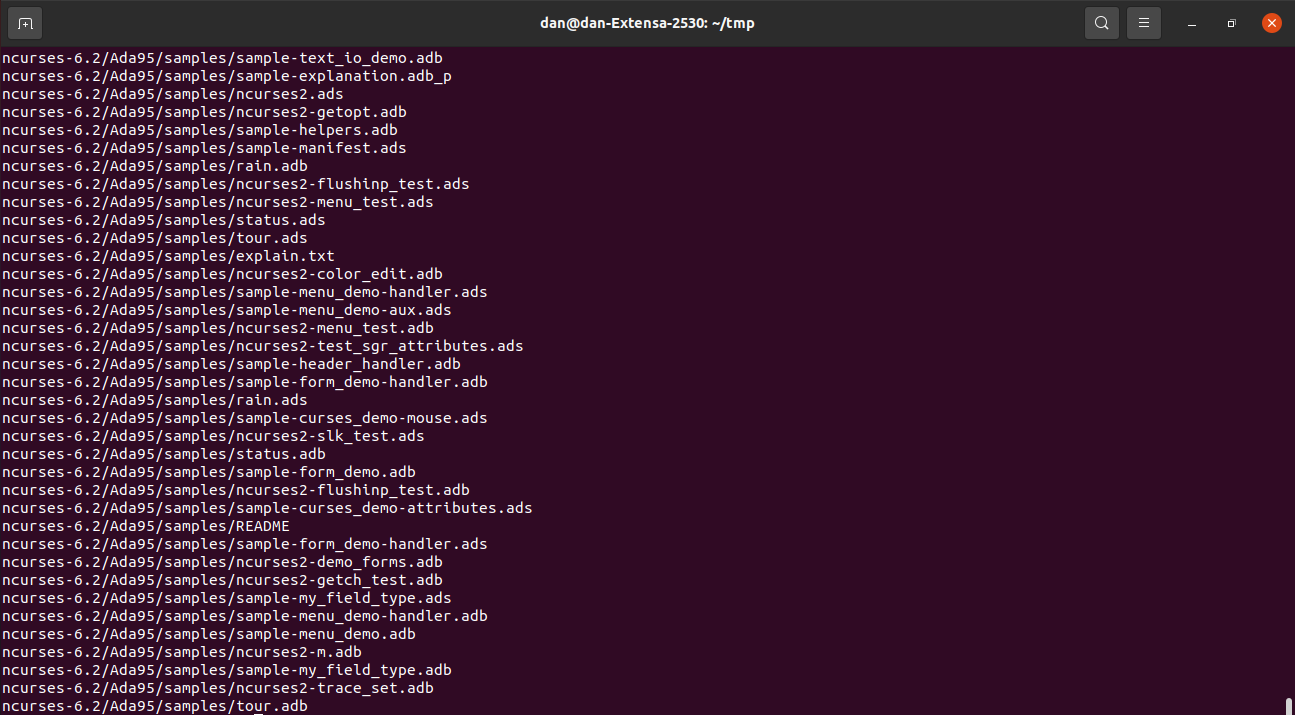 dan@dan-Extensa-2530: ~/tmp
ncurses-6.2/Ada95/samples/sample-text_io_demo.adb
ncurses-6.2/Ada95/samples/sample-explanation.adb_p
ncurses-6.2/Ada95/samples/ncurses2.ads
ncurses-6.2/Ada95/samples/ncurses2-getopt.adb
ncurses-6.2/Ada95/samples/sample-helpers.adb
ncurses-6.2/Ada95/samples/sample-manifest.ads
ncurses-6.2/Ada95/samples/rain.adb
ncurses-6.2/Ada95/samples/ncurses2-flushinp_test.ads
ncurses-6.2/Ada95/samples/ncurses2-menu_test.ads
ncurses-6.2/Ada95/samples/status.ads
ncurses-6.2/Ada95/samples/tour.ads
ncurses-6.2/Ada95/samples/explain.txt
ncurses-6.2/Ada95/samples/ncurses2-color_edit.adb
ncurses-6.2/Ada95/samples/sample-menu_demo-handler.ads
ncurses-6.2/Ada95/samples/sample-menu_demo-aux.ads
ncurses-6.2/Ada95/samples/ncurses2-menu_test.adb
ncurses-6.2/Ada95/samples/ncurses2-test_sgr_attributes.ads
ncurses-6.2/Ada95/samples/sample-header_handler.adb
ncurses-6.2/Ada95/samples/sample-form_demo-handler.adb
ncurses-6.2/Ada95/samples/rain.ads
ncurses-6.2/Ada95/samples/sample-curses_demo-mouse.ads
ncurses-6.2/Ada95/samples/ncurses2-slk_test.ads
ncurses-6.2/Ada95/samples/status.adb
ncurses-6.2/Ada95/samples/sample-form_demo.adb
ncurses-6.2/Ada95/samples/ncurses2-flushinp_test.adb
ncurses-6.2/Ada95/samples/sample-curses_demo-attributes.ads
ncurses-6.2/Ada95/samples/README
ncurses-6.2/Ada95/samples/sample-form_demo-handler.ads
ncurses-6.2/Ada95/samples/ncurses2-demo_forms.adb
ncurses-6.2/Ada95/samples/ncurses2-getch_test.adb
ncurses-6.2/Ada95/samples/sample-my_field_type.ads
ncurses-6.2/Ada95/samples/sample-menu_demo-handler.adb
ncurses-6.2/Ada95/samples/sample-menu_demo.adb
ncurses-6.2/Ada95/samples/ncurses2-m.adb
ncurses-6.2/Ada95/samples/sample-my_field_type.adb
ncurses-6.2/Ada95/samples/ncurses2-trace_set.adb
ncurses-6.2/Ada95/samples/tour.adb